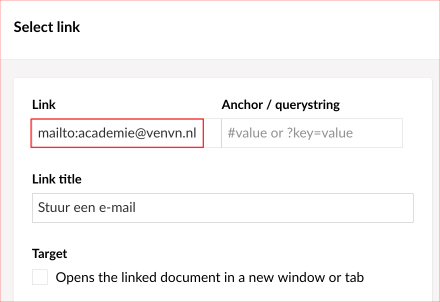 Select link
Link Anchor / querystring
mailto:academie@venvn.nl #value or ?key=value
Link title
Stuur een e-mail
Target
Opens the linked document in a new window or tab